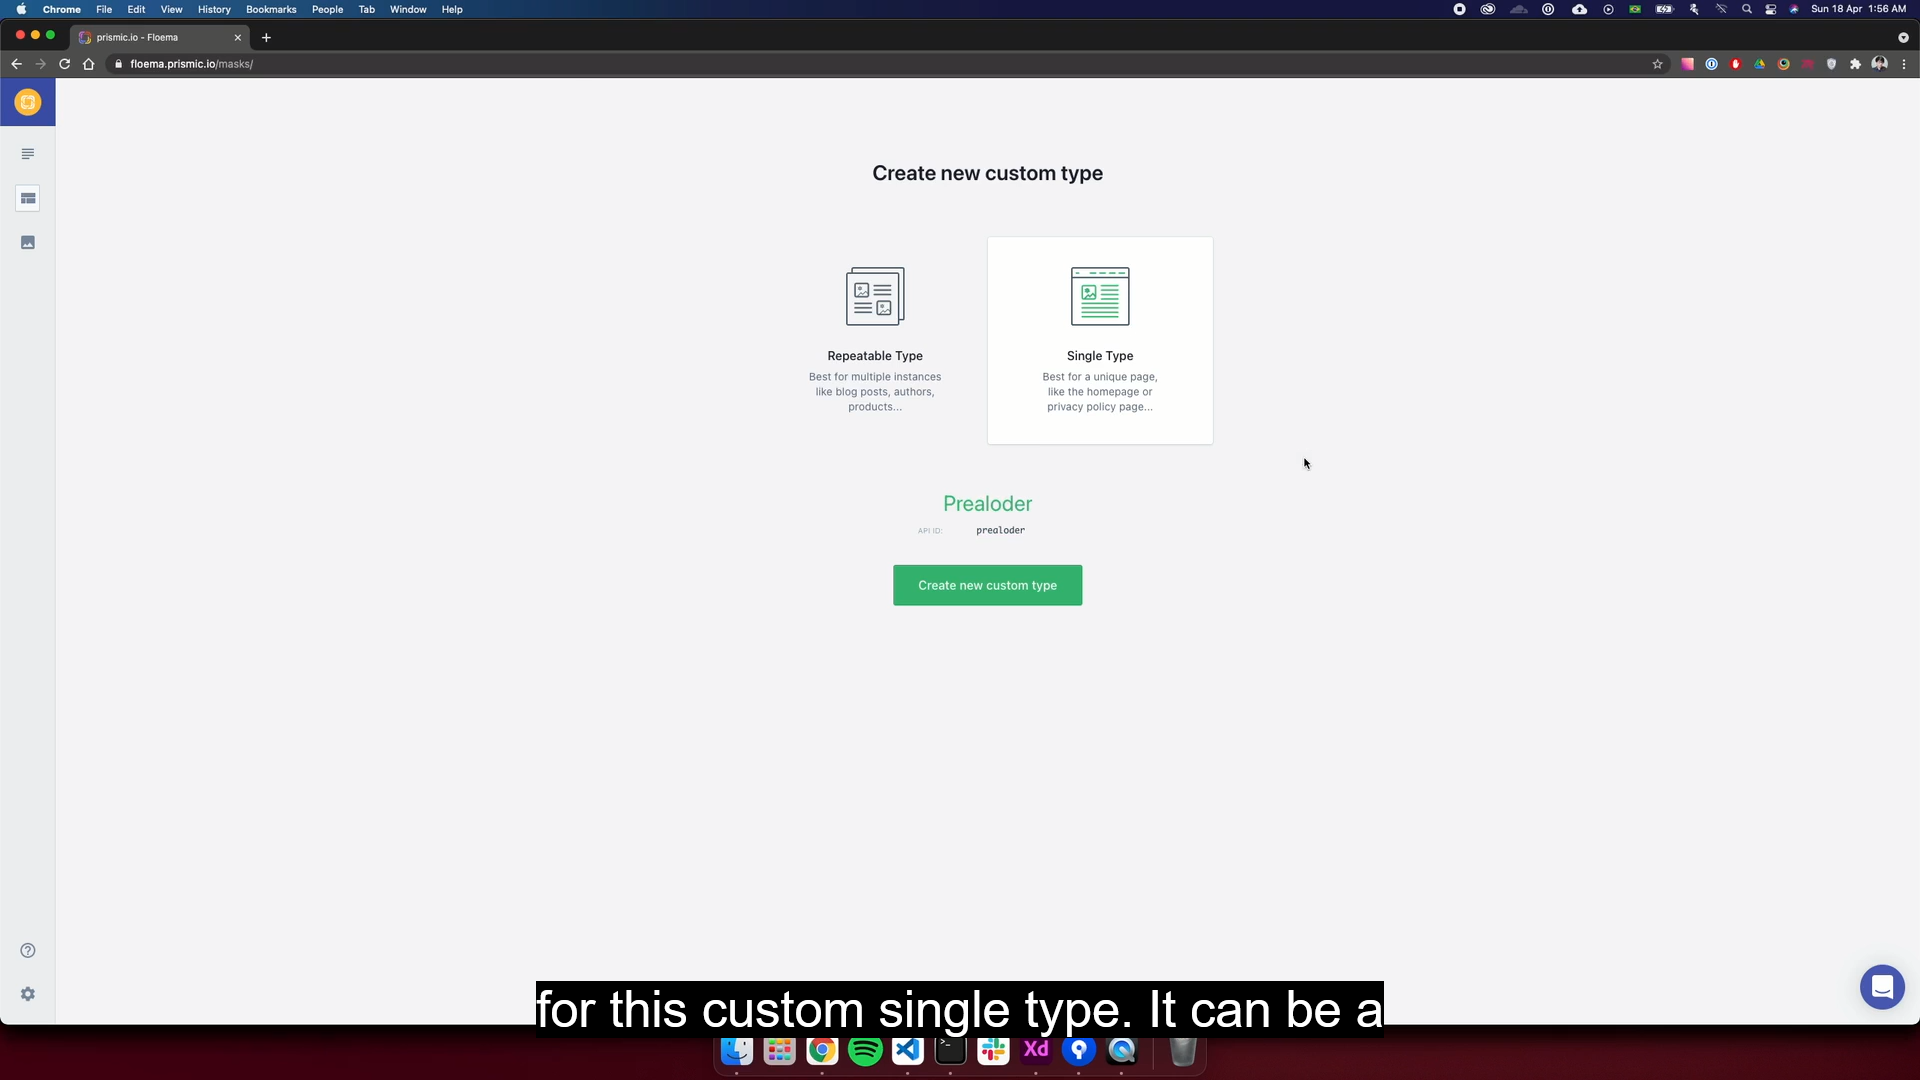 Chrome File Edit View History Bookmarks People Tab Window Help
Sun 18 Apr 1:56 AM
prismic.io - Floema
floema.prismic.io/masks/
Create new custom type
Repeatable Type
Best for multiple instances
like blog posts, authors,
products...
Single Type
Best for a unique page,
like the homepage or
privacy policy page...
Prealoder
API ID: prealoder
Create new custom type
for this custom single type. It can be a
Xd